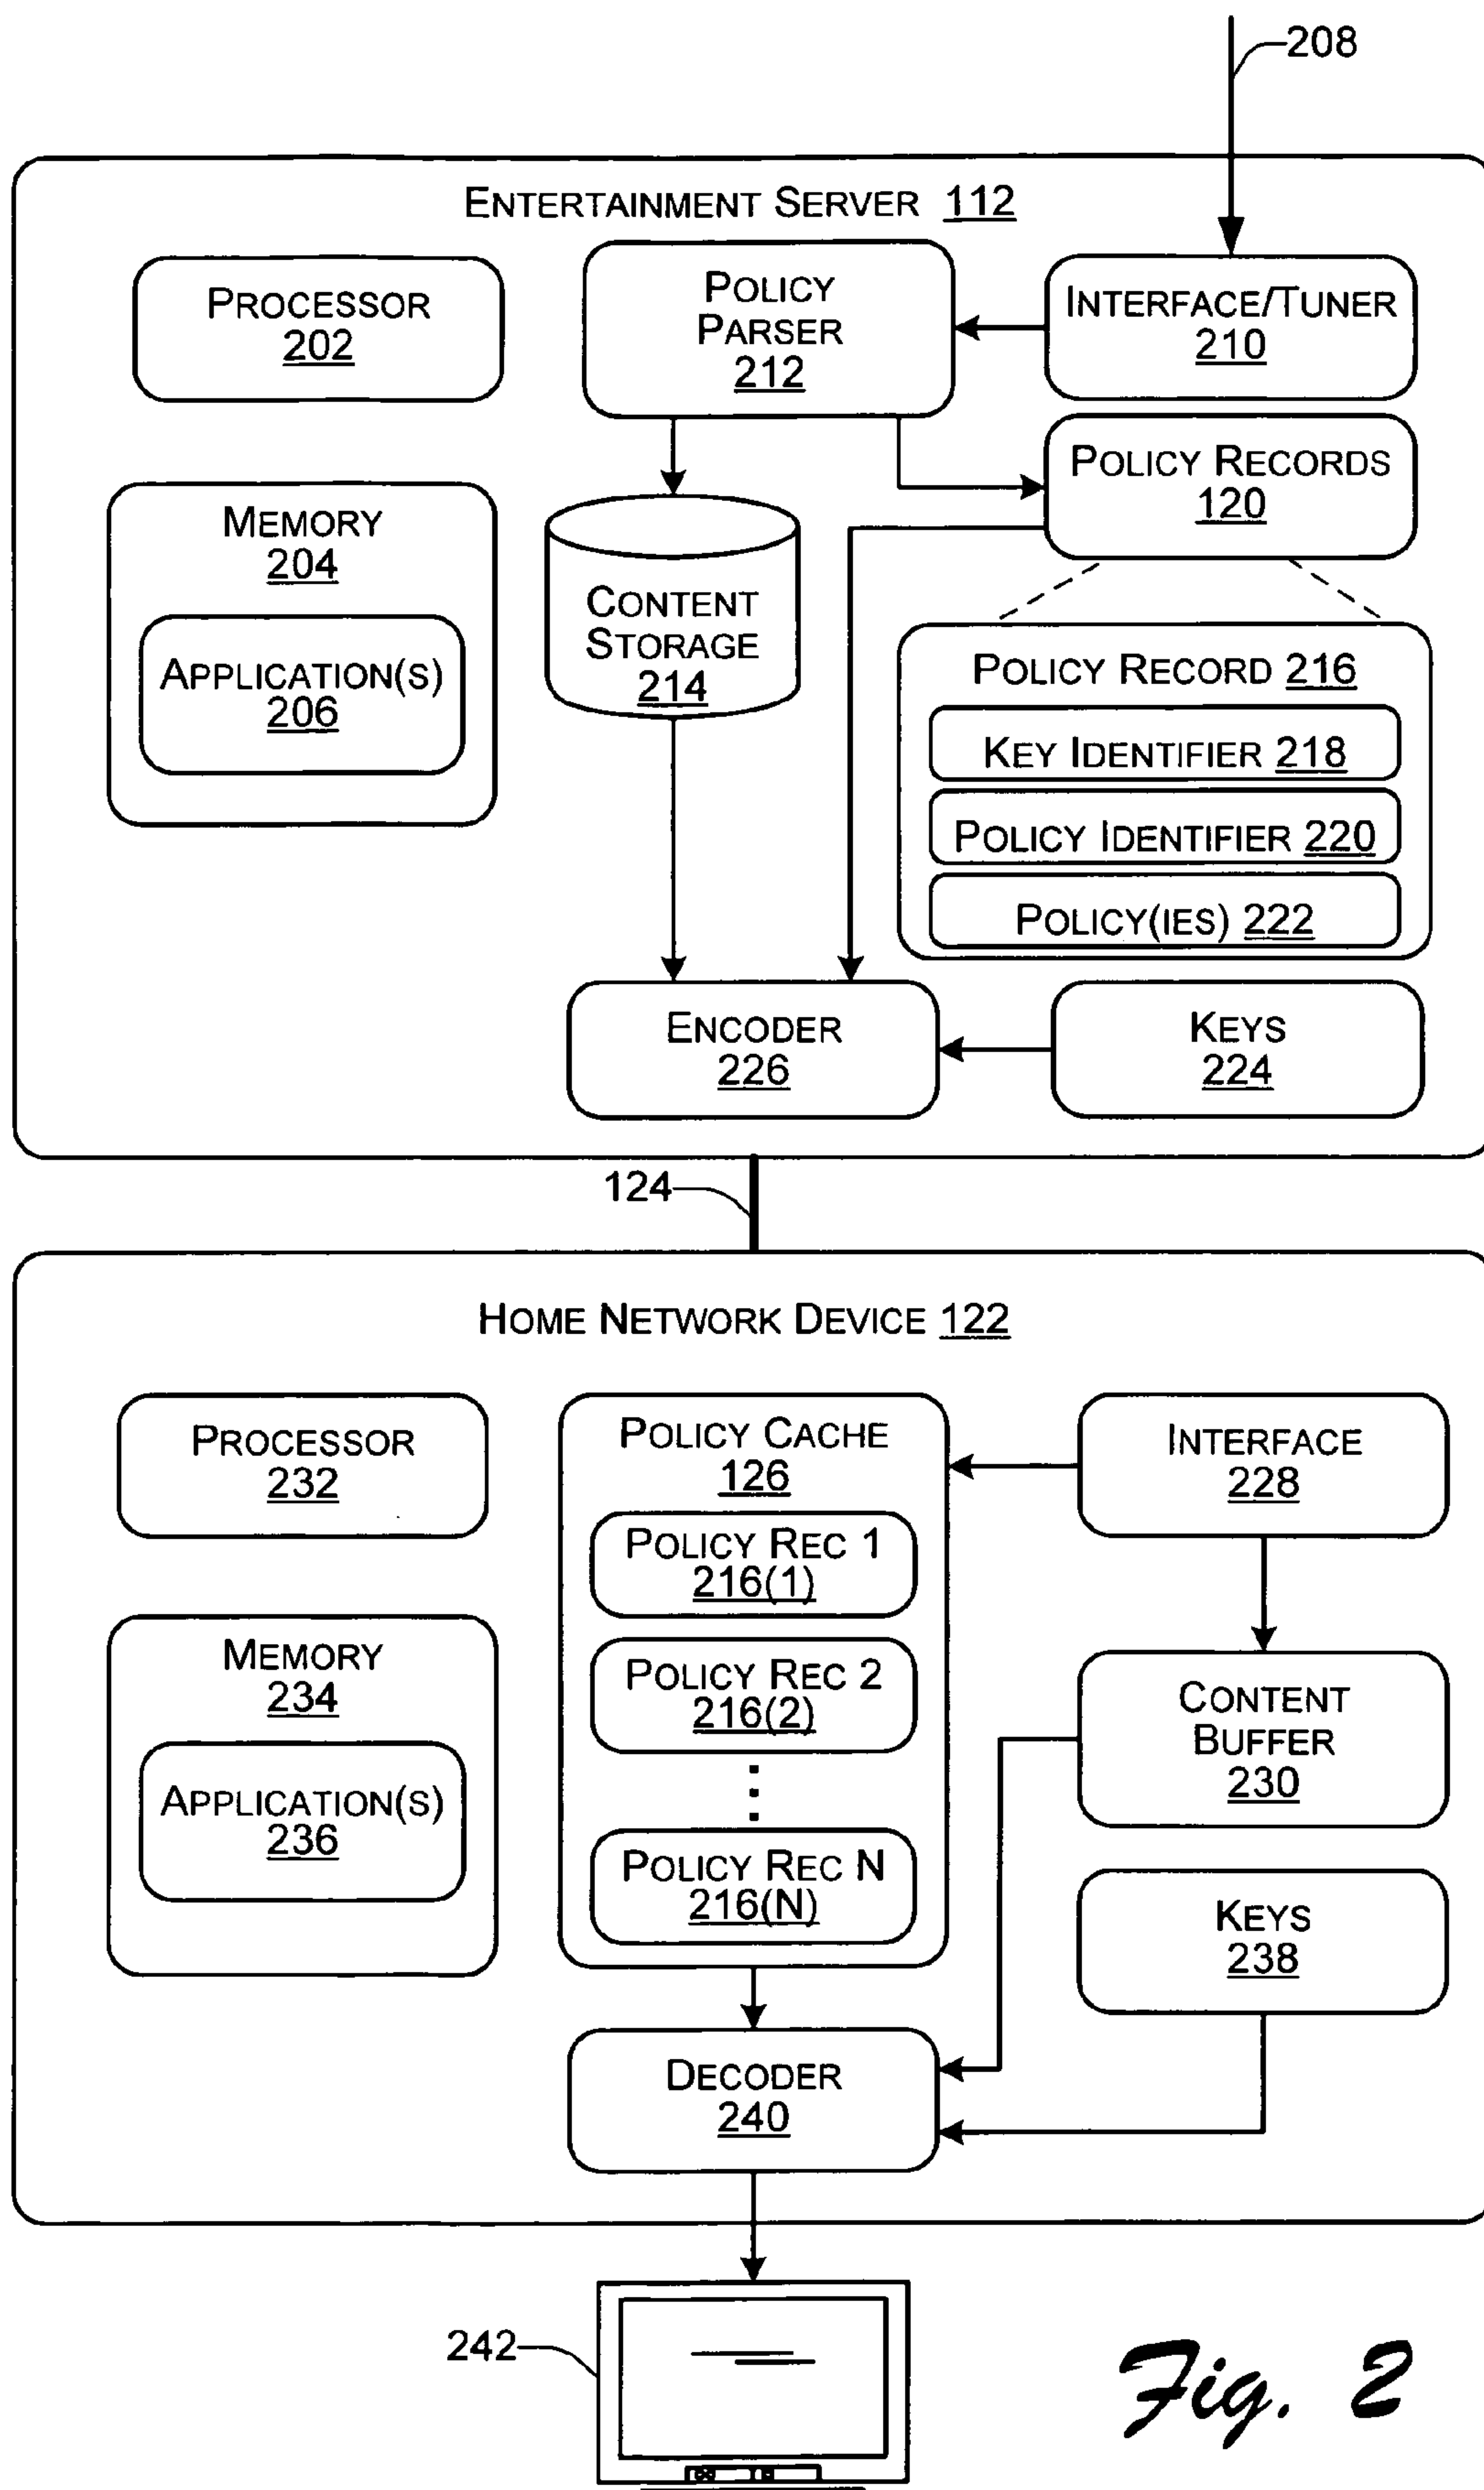 208
ENTERTAINMENT SERVER 112
PROCESSOR
202
POLICY
PARSER
212
INTERFACE/TUNER
210
POLICY RECORDS
120
MEMORY
204
APPLICATION(S)
206
CONTENT
STORAGE
214
POLICY RECORD 216
KEY IDENTIFIER 218
POLICY IDENTIFIER 220
POLICY(IES) 222
ENCODER
226
KEYS
224
124
HOME NETWORK DEVICE 122
PROCESSOR
232
POLICY CACHE
126
POLICY REC 1
216(1)
POLICY REC 2
216(2)
POLICY REC N
216(N)
INTERFACE
228
MEMORY
234
APPLICATION(S)
236
CONTENT
BUFFER
230
KEYS
238
DECODER
240
242
Fig. 2